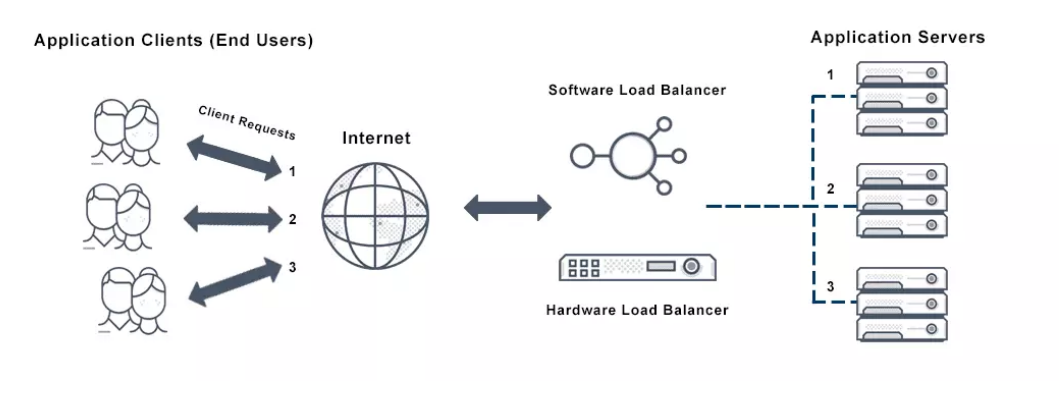 Application Clients (End Users)
Application Servers
Client Requests
Internet
1
2
3
Software Load Balancer
Hardware Load Balancer
1
2
3